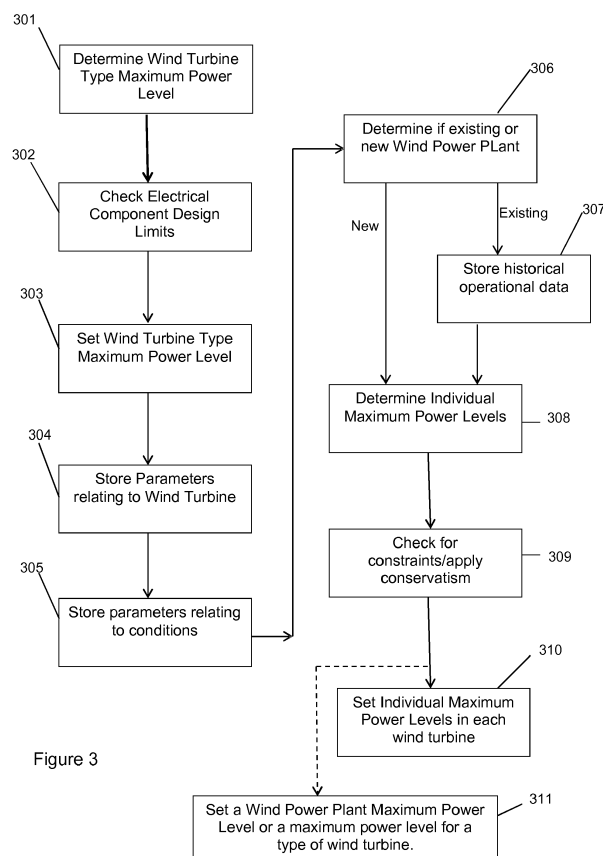 301
Determine Wind Turbine
Type Maximum Power
Level
302
Check Electrical
Component Design
Limits
303
Set Wind Turbine Type
Maximum Power Level
304
Store Parameters
relating to Wind Turbine
305
Store parameters relating
to conditions
306
Determine if existing or
new Wind Power PLant
New
Existing
307
Store historical
operational data
Determine Individual
Maximum Power Levels
308
Check for
constraints/apply
conservatism
309
310
Set Individual Maximum
Power Levels in each
wind turbine
Figure 3
Set a Wind Power Plant Maximum Power
Level or a maximum power level for a
type of wind turbine.
311